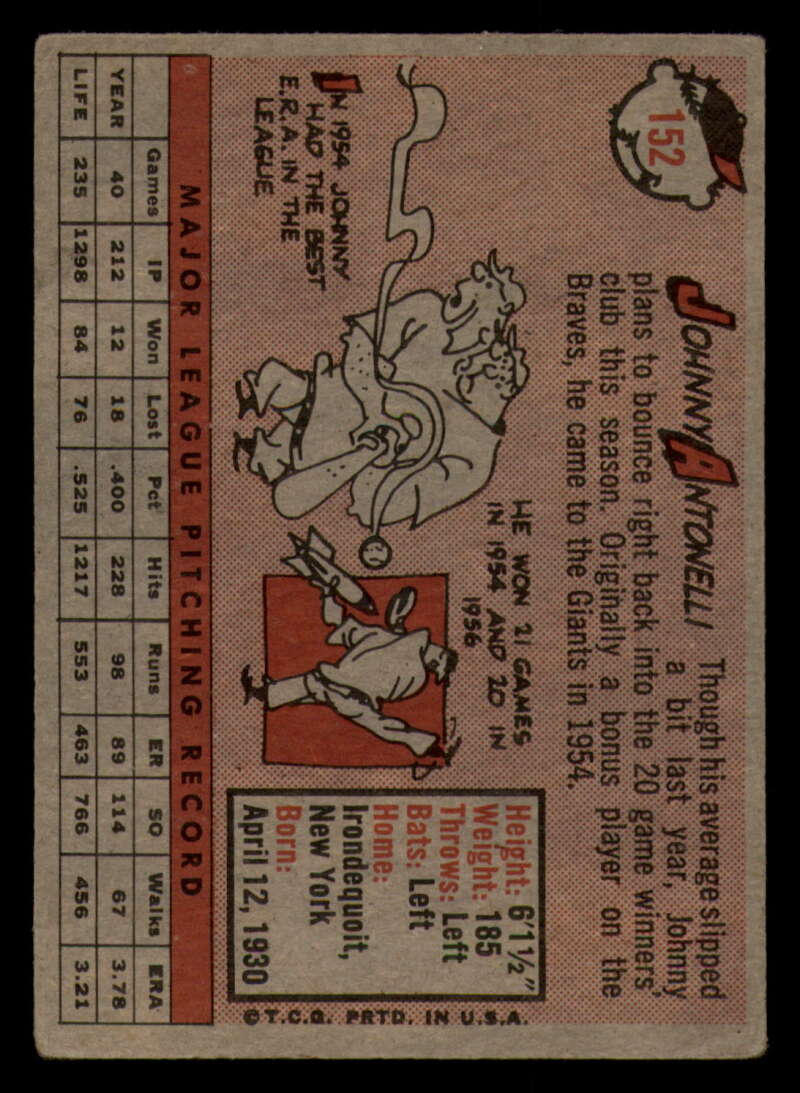 152
JOHNNY ANTONELLI
Though his average slipped
a bit last year, Johnny
plans to bounce right back into the 20 game winners'
club this season. Originally a bonus player on the
Braves, he came to the Giants in 1954.
IN 1954 JOHNNY
HAD THE BEST
E.R.A. IN THE
LEAGUE
HE WON 21 GAMES
IN 1954 AND 20 IN
1956
Height: 6'1½"
Weight: 185
Throws: Left
Bats: Left
Home:
Irondequoit,
New York
Born:
April 12, 1930
© T.C.G. PRTD. IN U.S.A.
MAJOR LEAGUE PITCHING RECORD
Games IP Won Lost Pct Hits Runs ER SO Walks ERA
YEAR 40 212 12 18 .400 228 98 89 114 67 3.78
LIFE 235 1298 84 76 .525 1217 553 463 766 456 3.21